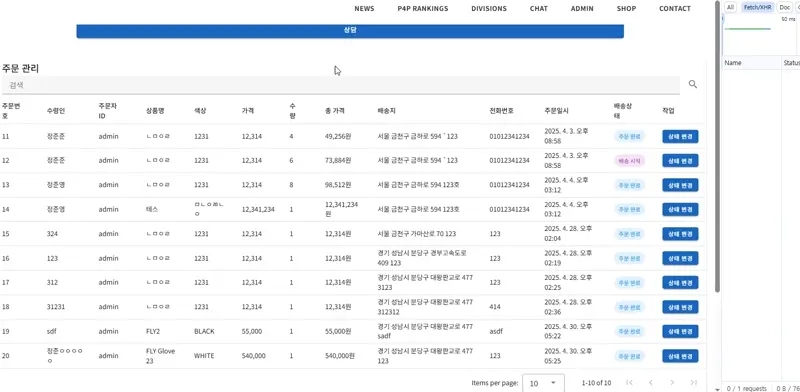 NEWS P4P RANKINGS DIVISIONS CHAT ADMIN SHOP CONTACT
All Fetch/XHR Doc
50 ms
상담
주문 관리
검색
Name Status
주문번호 수령인 주문자 ID 상품명 색상 가격 수량 총 가격 배송지 전화번호 주문일시 배송상태 작업
11 장준준 admin ㄴㅁㅇㄹ 1231 12,314 4 49,256원 서울 금천구 금하로 594 ` 123 01012341234 2025. 4. 3. 오후 08:58 주문 완료 상태 변경
12 장준준 admin ㄴㅁㅇㄹ 1231 12,314 6 73,884원 서울 금천구 금하로 594 ` 123 01012341234 2025. 4. 3. 오후 08:58 배송 시작 상태 변경
13 장준영 admin ㄴㅁㅇㄹ 1231 12,314 8 98,512원 서울 금천구 금하로 594 123호 01012341234 2025. 4. 4. 오후 03:12 주문 완료 상태 변경
14 장준영 admin 테스 12,341,234 1 12,341,234원 서울 금천구 금하로 594 123호 01012341234 2025. 4. 4. 오후 03:12 주문 완료 상태 변경
15 324 admin ㄴㅁㅇㄹ 1231 12,314 1 12,314원 서울 금천구 가마산로 70 123 123 2025. 4. 28. 오후 02:04 주문 완료 상태 변경
16 123 admin ㄴㅁㅇㄹ 1231 12,314 1 12,314원 경기 성남시 분당구 경부고속도로 409 123 123 2025. 4. 28. 오후 02:19 주문 완료 상태 변경
17 312 admin ㄴㅁㅇㄹ 1231 12,314 1 12,314원 경기 성남시 분당구 대왕판교로 477 3123 123 2025. 4. 28. 오후 02:25 주문 완료 상태 변경
18 31231 admin ㄴㅁㅇㄹ 1231 12,314 1 12,314원 경기 성남시 분당구 대왕판교로 477 312312 414 2025. 4. 28. 오후 02:36 주문 완료 상태 변경
19 sdf admin FLY2 BLACK 55,000 1 55,000원 경기 성남시 분당구 대왕판교로 477 sadf asdf 2025. 4. 30. 오후 05:22 주문 완료 상태 변경
20 장준ㅇㅇㅇㅇㅇ admin FLY Glove 23 WHITE 540,000 1 540,000원 경기 성남시 분당구 대왕판교로 477 123 123 2025. 4. 30. 오후 05:25 주문 완료 상태 변경
Items per page: 10 1-10 of 10
0 / 1 requests